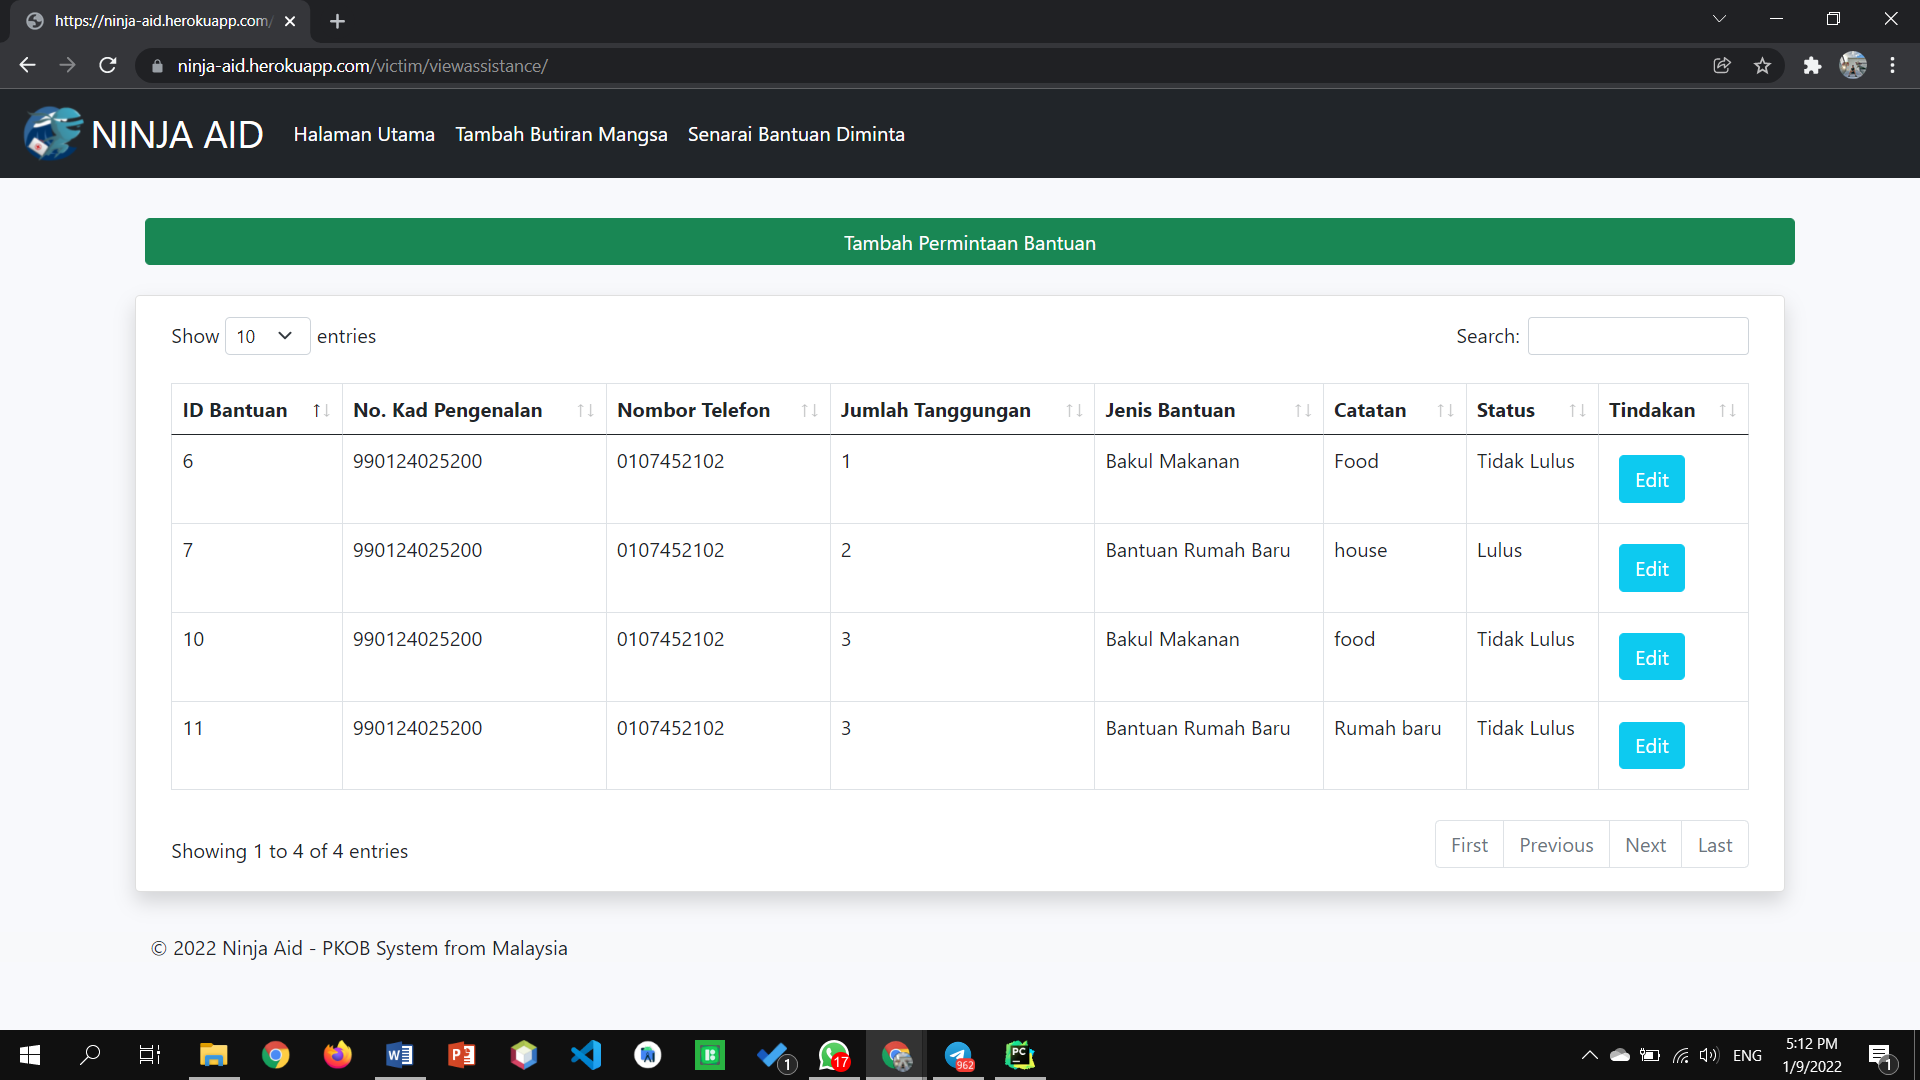 https://ninja-aid.herokuapp.com/
ninja-aid.herokuapp.com/victim/viewassistance/
NINJA AID Halaman Utama Tambah Butiran Mangsa Senarai Bantuan Diminta
Tambah Permintaan Bantuan
Show 10 entries Search:
ID Bantuan No. Kad Pengenalan Nombor Telefon Jumlah Tanggungan Jenis Bantuan Catatan Status Tindakan
6 990124025200 0107452102 1 Bakul Makanan Food Tidak Lulus Edit
7 990124025200 0107452102 2 Bantuan Rumah Baru house Lulus Edit
10 990124025200 0107452102 3 Bakul Makanan food Tidak Lulus Edit
11 990124025200 0107452102 3 Bantuan Rumah Baru Rumah baru Tidak Lulus Edit
Showing 1 to 4 of 4 entries First Previous Next Last
© 2022 Ninja Aid - PKOB System from Malaysia
1 17 962 PC ENG 5:12 PM
1/9/2022 1